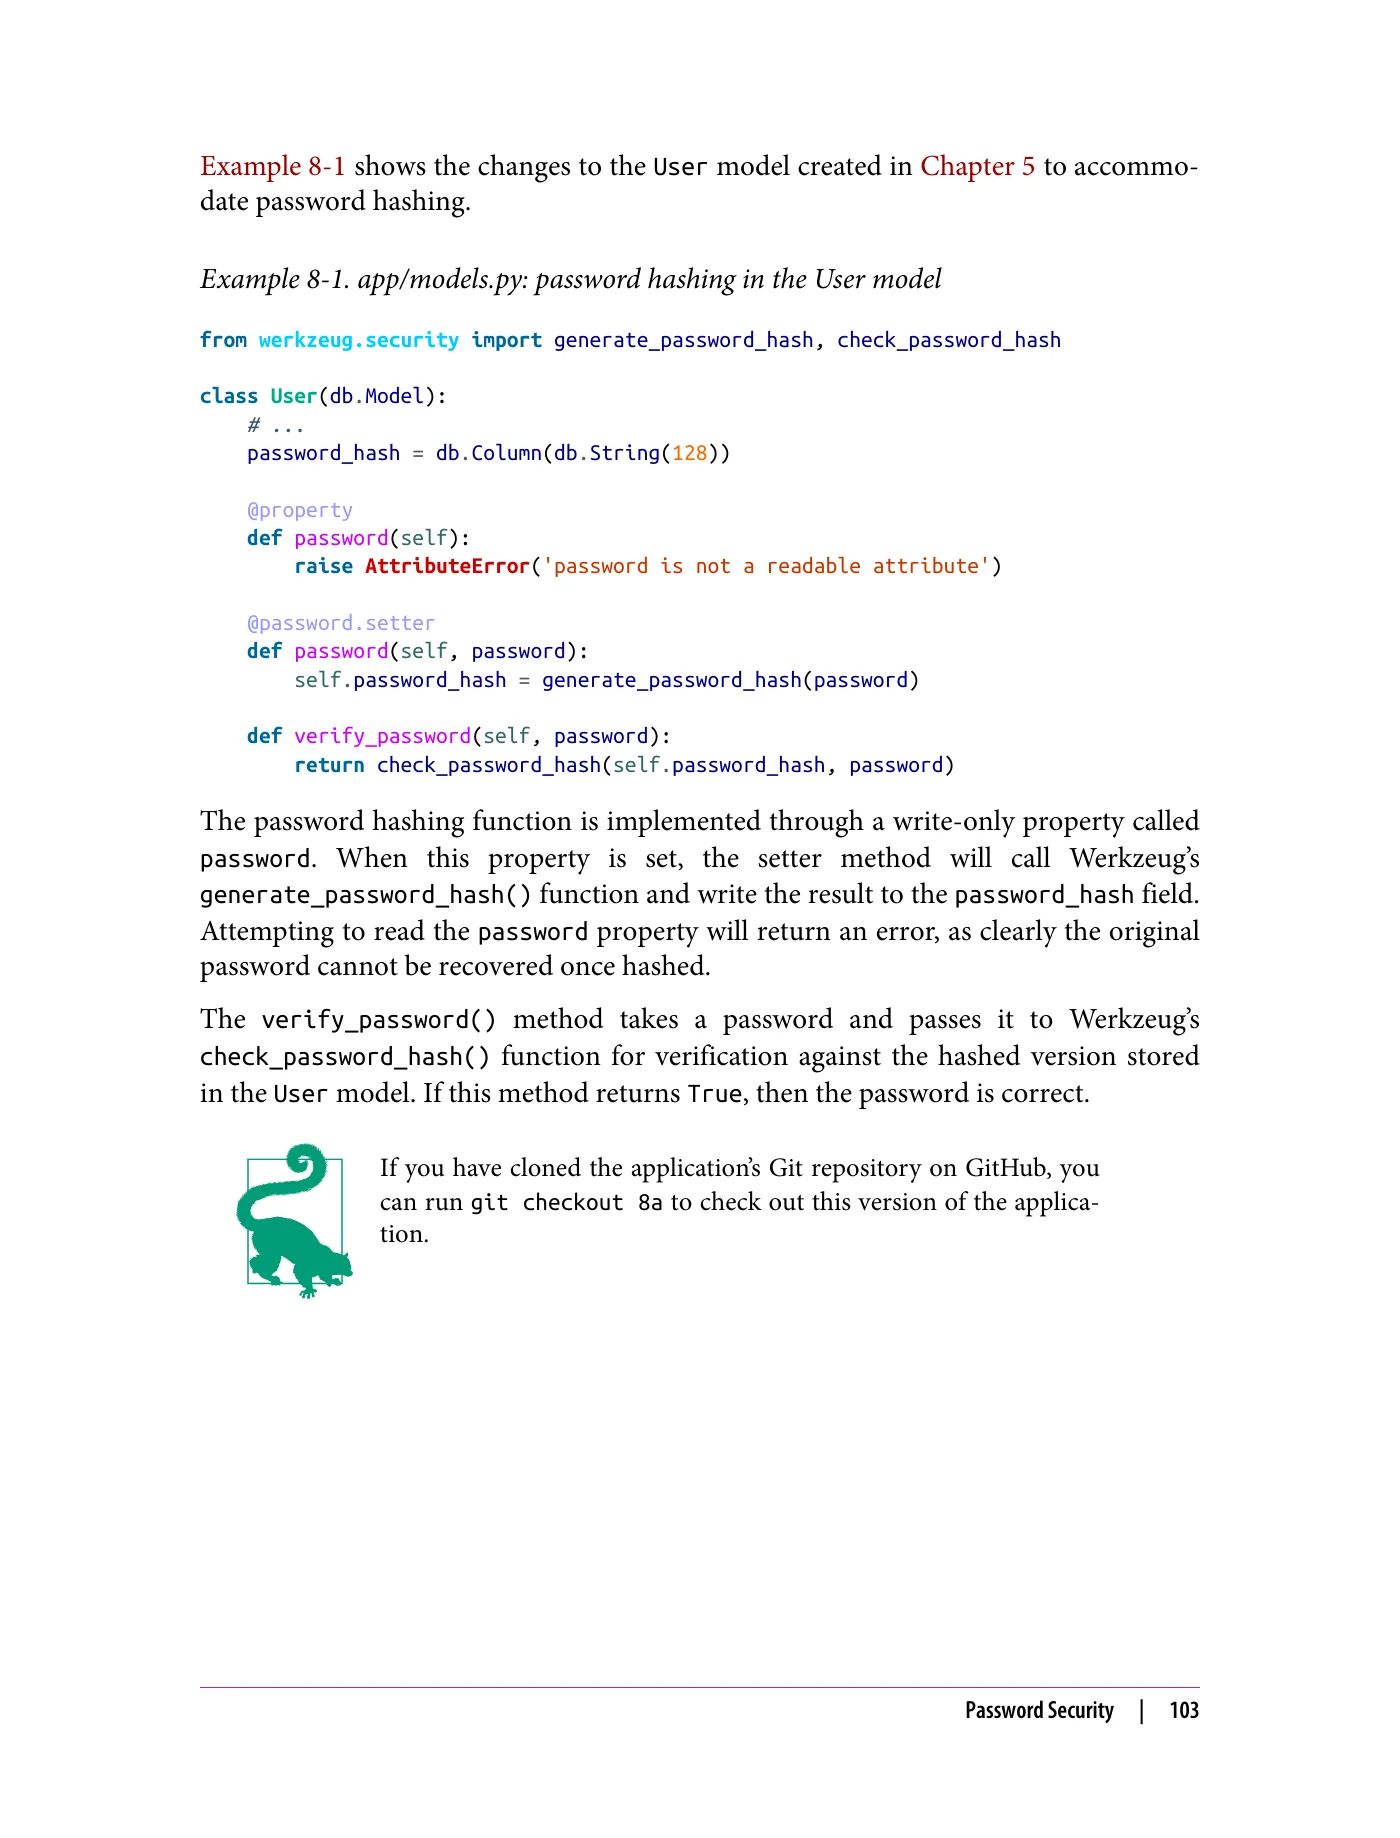 Example 8-1 shows the changes to the User model created in Chapter 5 to accommo-
date password hashing.
Example 8-1. app/models.py: password hashing in the User model
from werkzeug.security import generate_password_hash, check_password_hash
class User(db.Model):
    # ...
    password_hash = db.Column(db.String(128))
    @property
    def password(self):
        raise AttributeError('password is not a readable attribute')
    @password.setter
    def password(self, password):
        self.password_hash = generate_password_hash(password)
    def verify_password(self, password):
        return check_password_hash(self.password_hash, password)
The password hashing function is implemented through a write-only property called
password. When this property is set, the setter method will call Werkzeug’s
generate_password_hash() function and write the result to the password_hash field.
Attempting to read the password property will return an error, as clearly the original
password cannot be recovered once hashed.
The verify_password() method takes a password and passes it to Werkzeug’s
check_password_hash() function for verification against the hashed version stored
in the User model. If this method returns True, then the password is correct.
If you have cloned the application’s Git repository on GitHub, you
can run git checkout 8a to check out this version of the applica-
tion.
Password Security | 103